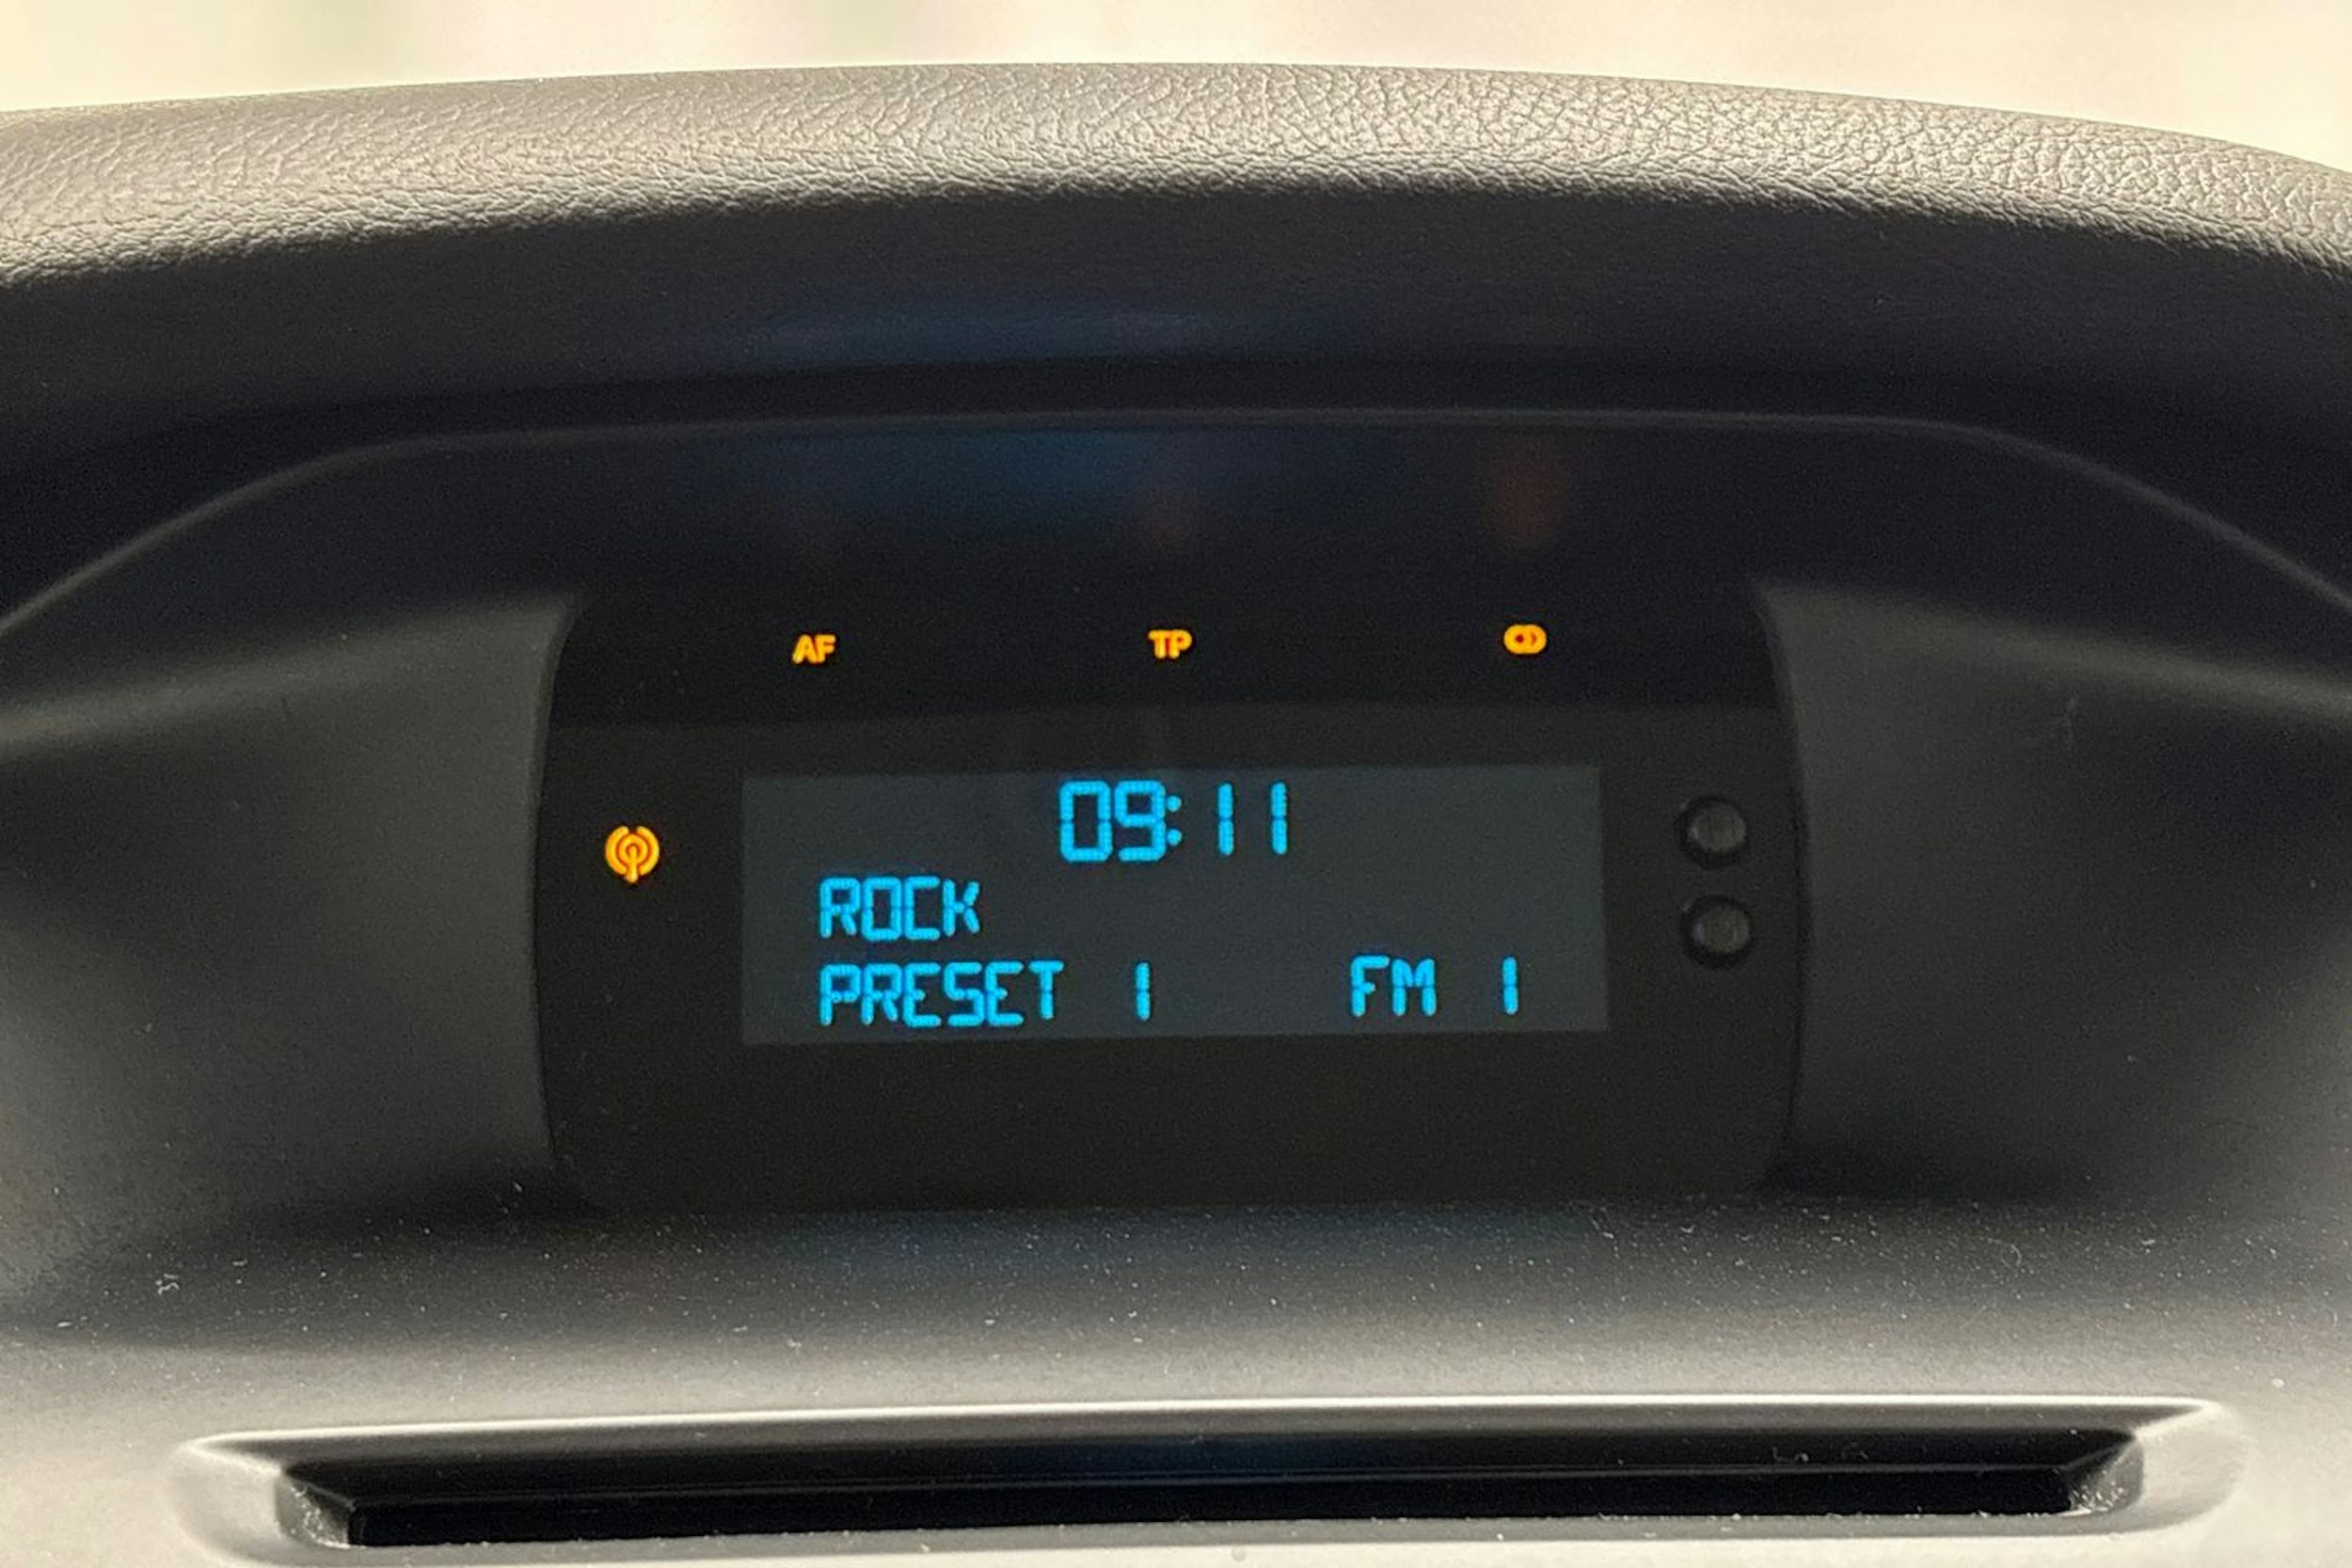 AF TP
09:11
ROCK
PRESET 1 FM 1